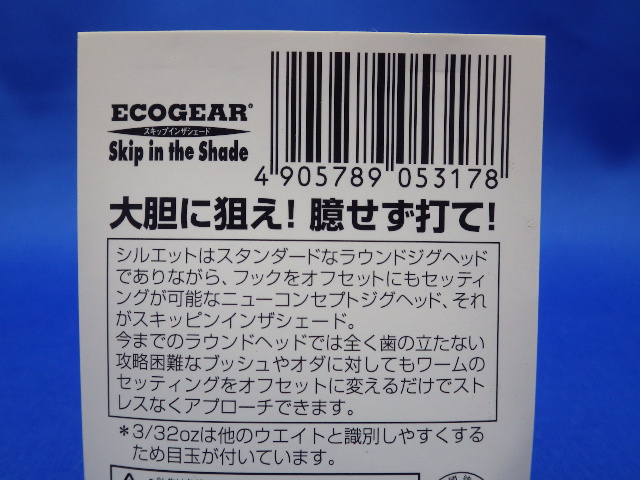 ECOGEAR®
スキップインザシェード
Skip in the Shade
4 905789 053178
大胆に狙え！臆せず打て！
シルエットはスタンダードなラウンドジグヘッド
でありながら、フックをオフセットにもセッティ
ングが可能なニューコンセプトジグヘッド、それ
がスキッピンインザシェード。
今までのラウンドヘッドでは全く歯の立たない
攻略困難なブッシュやオダに対してもワームの
セッティングをオフセットに変えるだけでスト
レスなくアプローチできます。
＊3/32ozは他のウエイトと識別しやすくする
ため目玉が付いています。